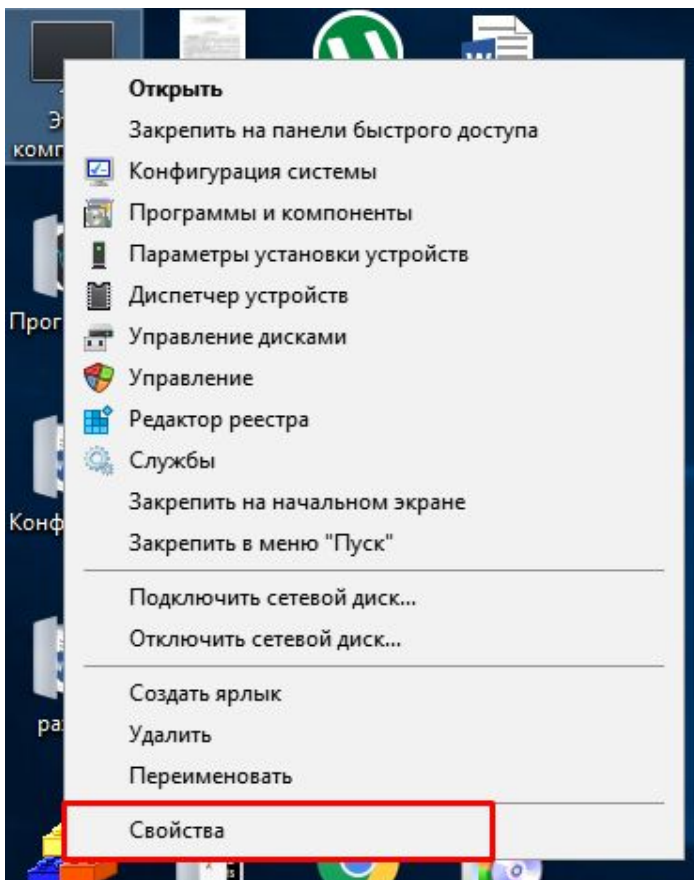 Открыть
Закрепить на панели быстрого доступа
Конфигурация системы
Программы и компоненты
Параметры установки устройств
Диспетчер устройств
Управление дисками
Управление
Редактор реестра
Службы
Закрепить на начальном экране
Закрепить в меню "Пуск"
Подключить сетевой диск...
Отключить сетевой диск...
Создать ярлык
Удалить
Переименовать
Свойства